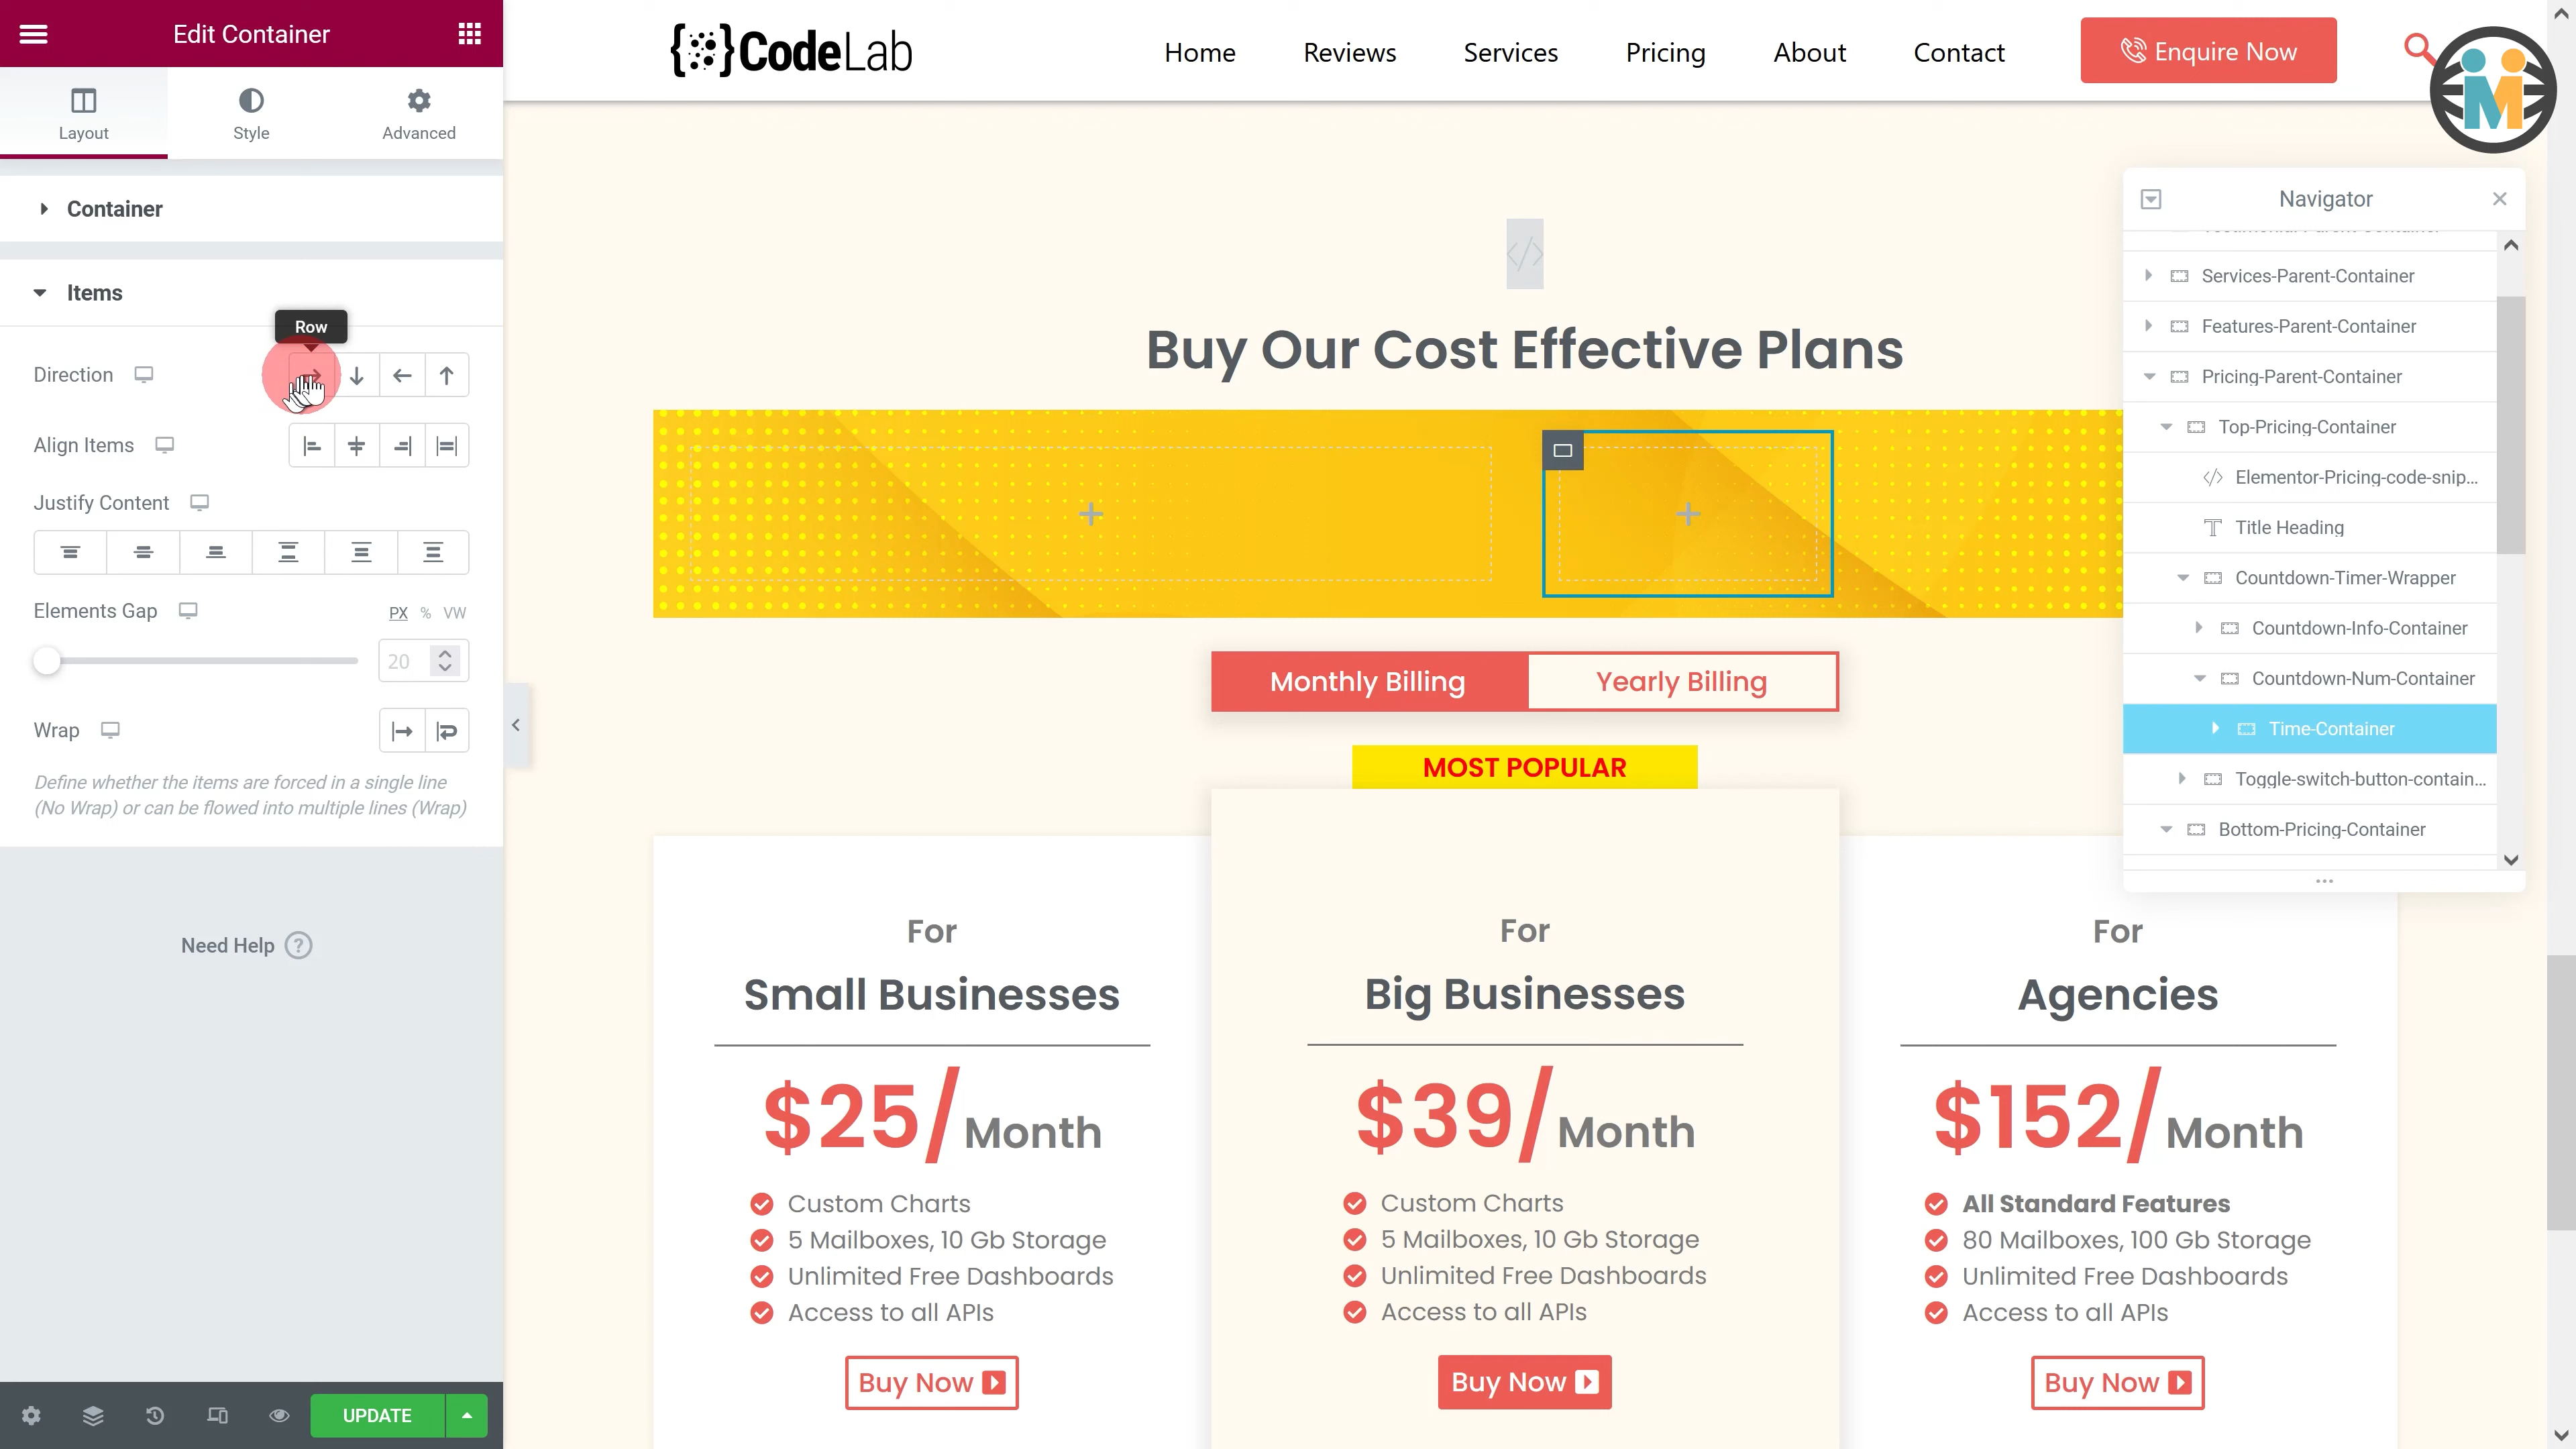 Edit Container
Layout
Style
Advanced
Container
Items
Row
Direction
Align Items
Justify Content
Elements Gap
PX % VW
20
Wrap
Define whether the items are forced in a single line
(No Wrap) or can be flowed into multiple lines (Wrap)
Need Help ?
UPDATE
{ } CodeLab
Home
Reviews
Services
Pricing
About
Contact
Enquire Now
M
</>
Buy Our Cost Effective Plans
Monthly Billing
Yearly Billing
MOST POPULAR
For
Small Businesses
$25/Month
Custom Charts
5 Mailboxes, 10 Gb Storage
Unlimited Free Dashboards
Access to all APIs
Buy Now
For
Big Businesses
$39/Month
Custom Charts
5 Mailboxes, 10 Gb Storage
Unlimited Free Dashboards
Access to all APIs
Buy Now
For
Agencies
$152/Month
All Standard Features
80 Mailboxes, 100 Gb Storage
Unlimited Free Dashboards
Access to all APIs
Buy Now
Navigator
Services-Parent-Container
Features-Parent-Container
Pricing-Parent-Container
Top-Pricing-Container
</> Elementor-Pricing-code-snip...
Title Heading
Countdown-Timer-Wrapper
Countdown-Info-Container
Countdown-Num-Container
Time-Container
Toggle-switch-button-contain...
Bottom-Pricing-Container